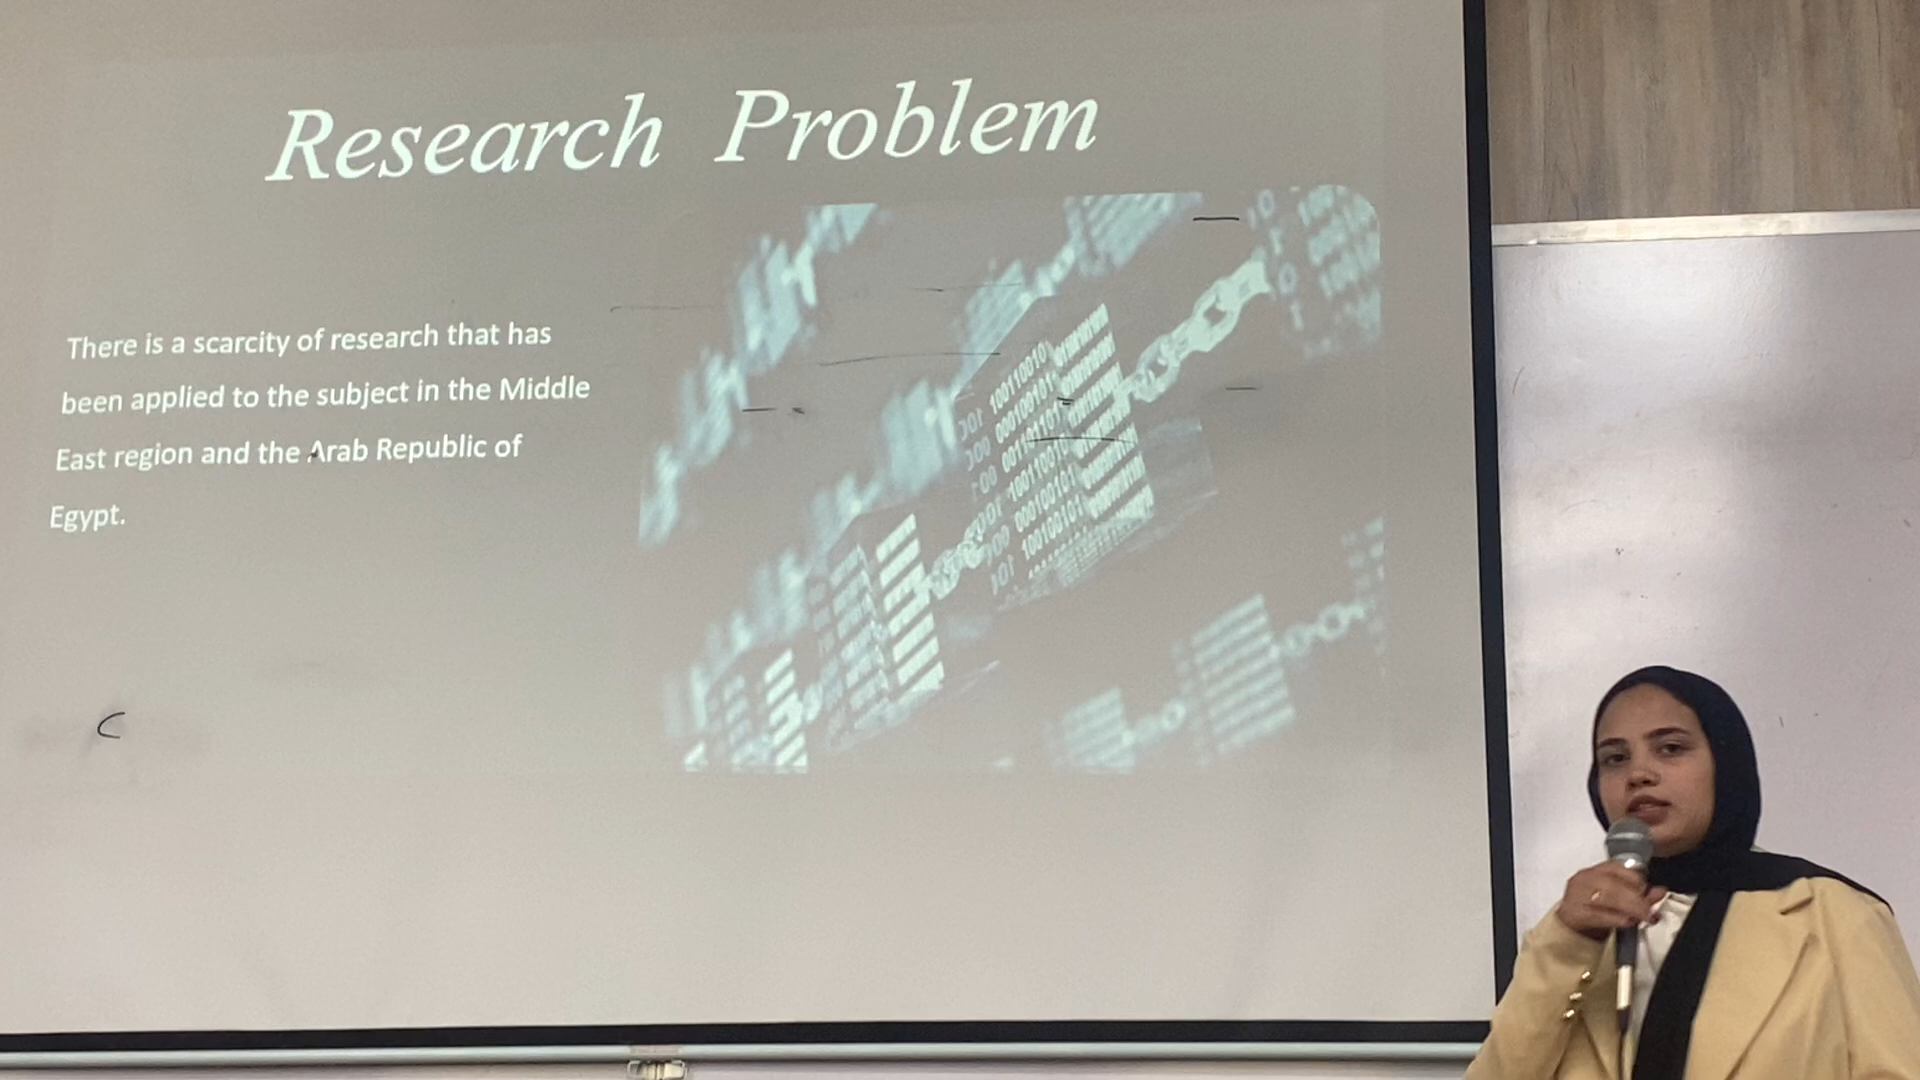 Research Problem
There is a scarcity of research that has
been applied to the subject in the Middle
East region and the Arab Republic of
Egypt.